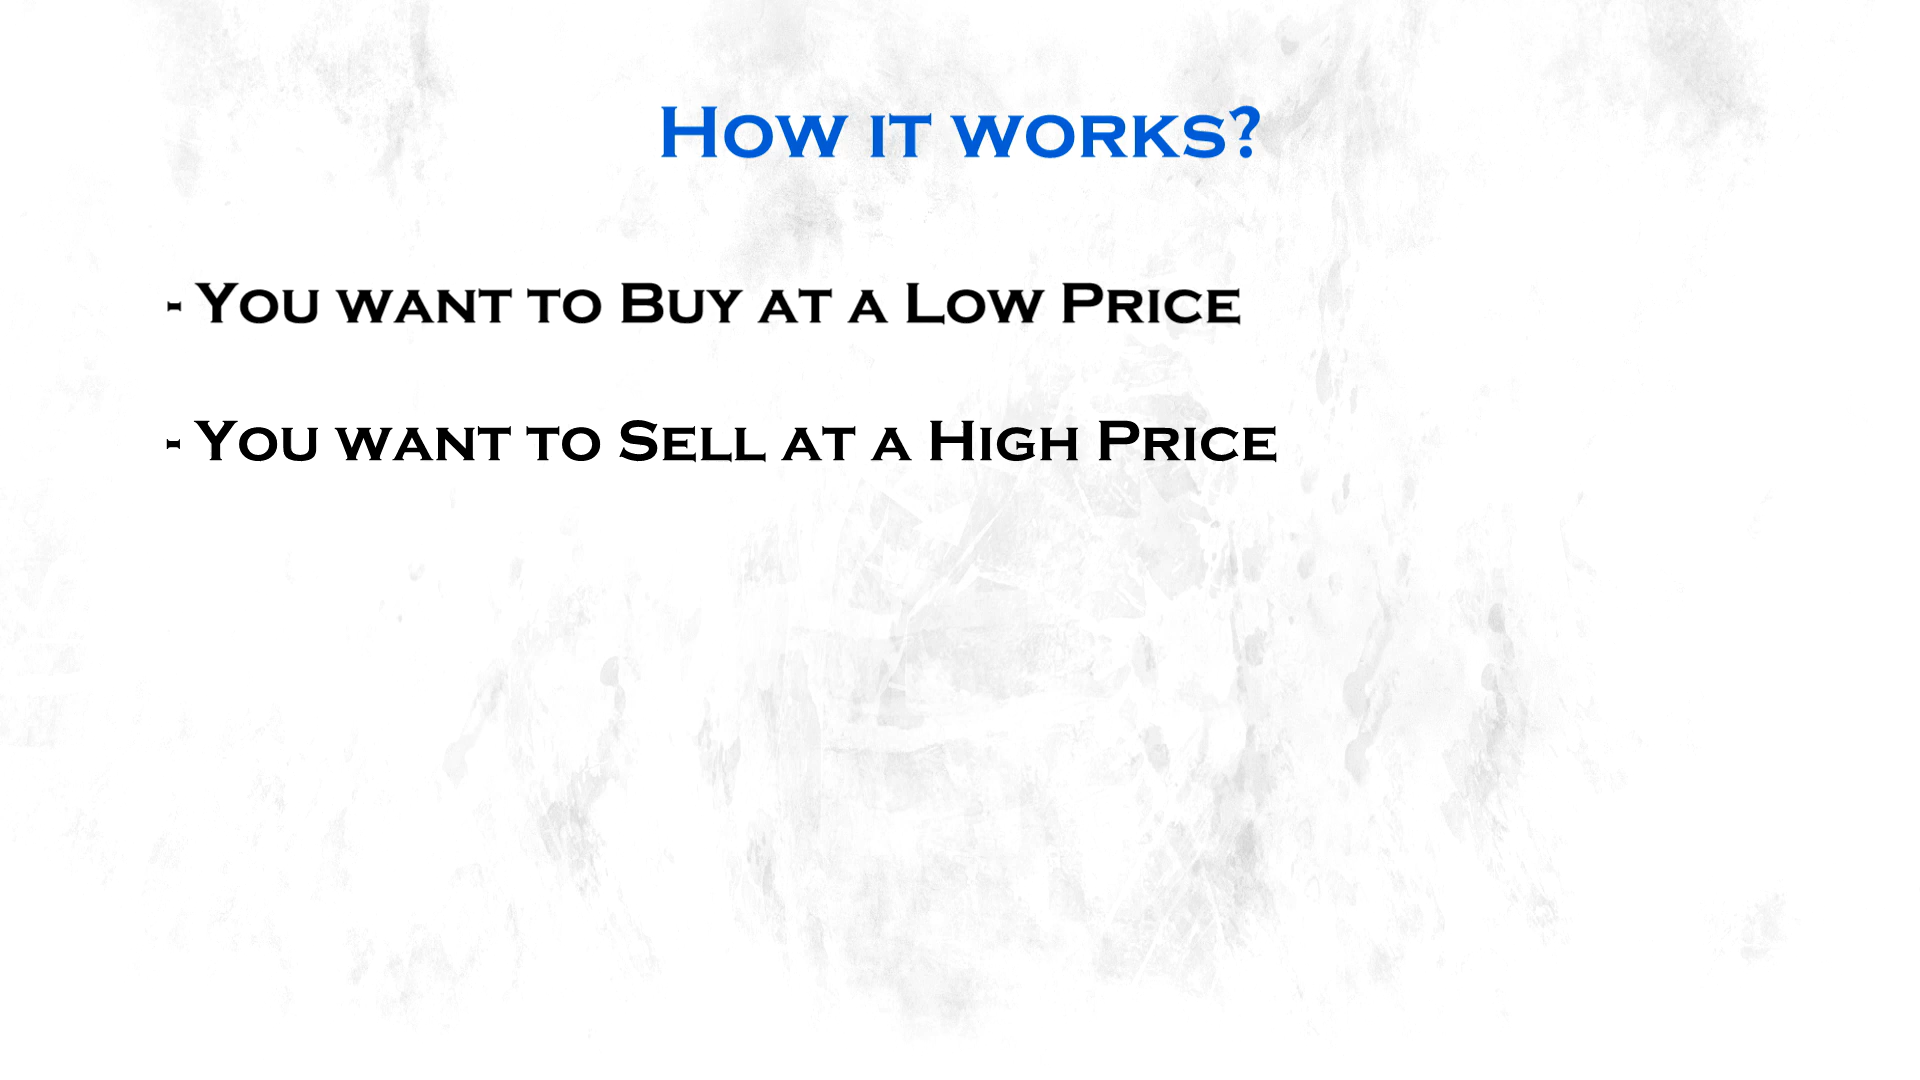 How it works?
- You want to Buy at a Low Price
- You want to Sell at a High Price